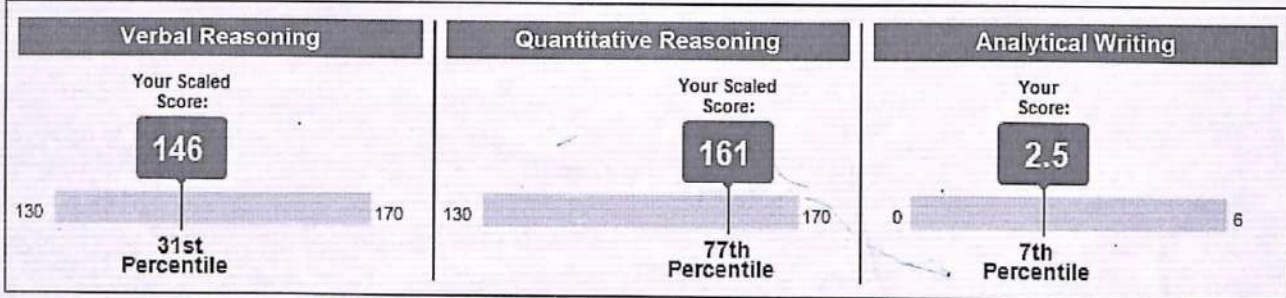 Verbal Reasoning
Your Scaled
Score:
146
130
170
31st
Percentile
Quantitative Reasoning
Your Scaled
Score:
161
130
170
77th
Percentile
Analytical Writing
Your
Score:
2.5
0
6
7th
Percentile